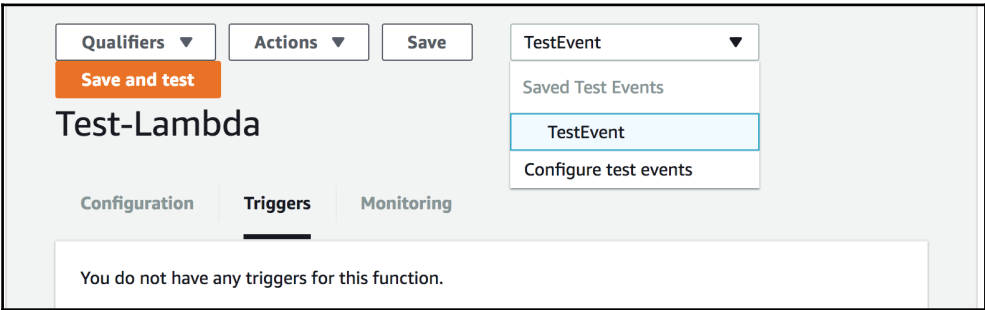 Qualifiers Actions Save TestEvent
Save and test
Saved Test Events
Test-Lambda
TestEvent
Configure test events
Configuration Triggers Monitoring
You do not have any triggers for this function.